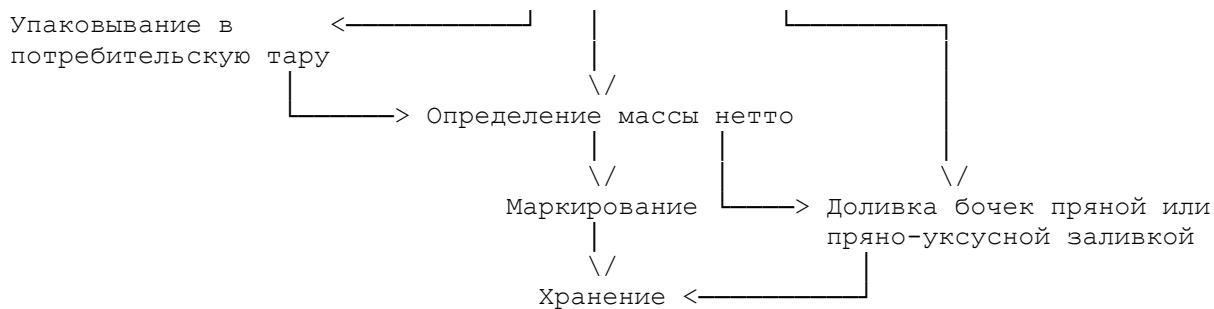 Упаковывание в
потребительскую тару
Определение массы нетто
Маркирование
Доливка бочек пряной или
пряно-уксусной заливкой
Хранение